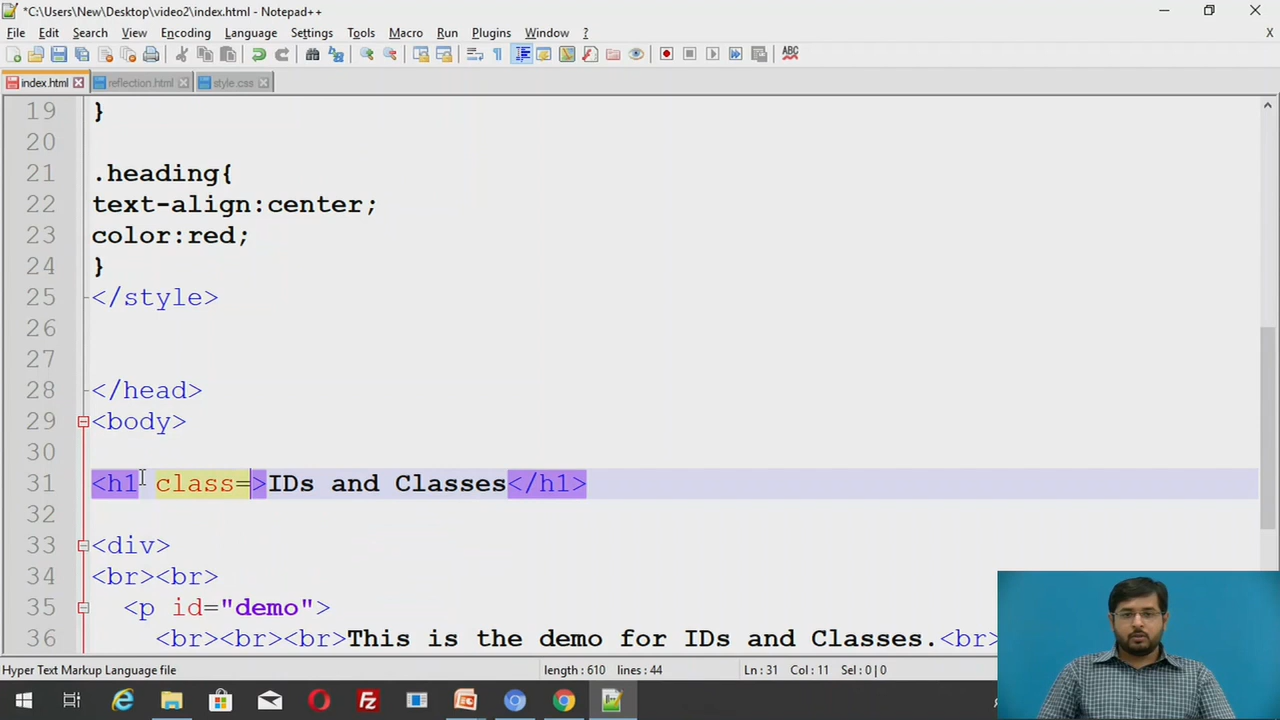 *C:\Users\New\Desktop\video2\index.html - Notepad++
File Edit Search View Encoding Language Settings Tools Macro Run Plugins Window ? X
ABC
index.html reflection.html style.css
19 }
20
21 .heading{
22 text-align:center;
23 color:red;
24 }
25 </style>
26
27
28 </head>
29 <body>
30
31 <h1 class=>IDs and Classes</h1>
32
33 <div>
34 <br><br>
35 <p id="demo">
36 <br><br><br>This is the demo for IDs and Classes.<br>
Hyper Text Markup Language file length : 610 lines : 44 Ln : 31 Col : 11 Sel : 0 | 0